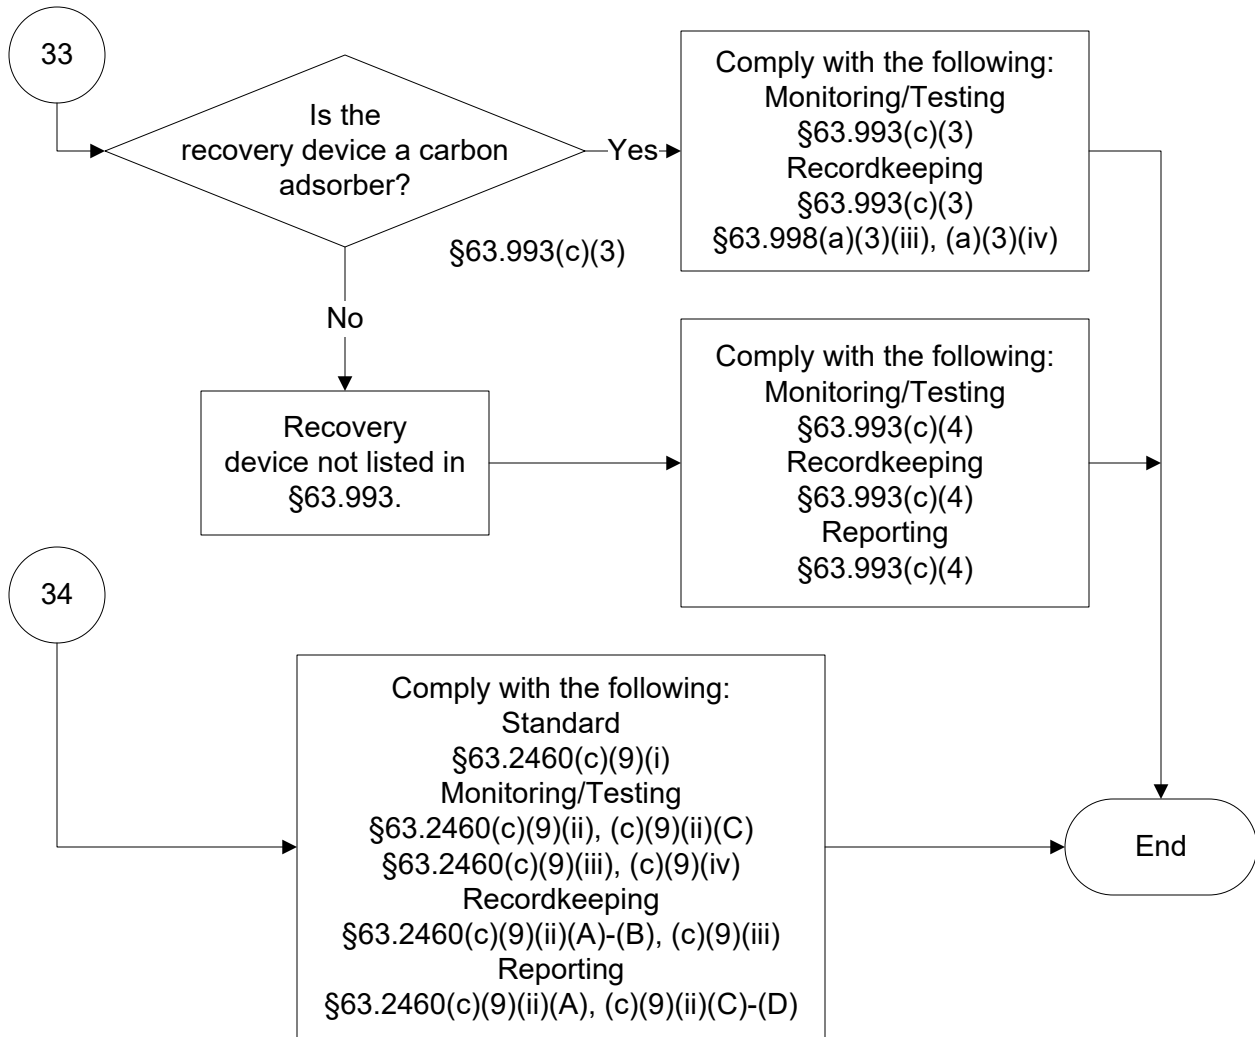 33
Is the
recovery device a carbon
adsorber?
Yes
§63.993(c)(3)
No
Comply with the following:
Monitoring/Testing
§63.993(c)(3)
Recordkeeping
§63.993(c)(3)
§63.998(a)(3)(iii), (a)(3)(iv)
Recovery
device not listed in
§63.993.
Comply with the following:
Monitoring/Testing
§63.993(c)(4)
Recordkeeping
§63.993(c)(4)
Reporting
§63.993(c)(4)
34
Comply with the following:
Standard
§63.2460(c)(9)(i)
Monitoring/Testing
§63.2460(c)(9)(ii), (c)(9)(ii)(C)
§63.2460(c)(9)(iii), (c)(9)(iv)
Recordkeeping
§63.2460(c)(9)(ii)(A)-(B), (c)(9)(iii)
Reporting
§63.2460(c)(9)(ii)(A), (c)(9)(ii)(C)-(D)
End